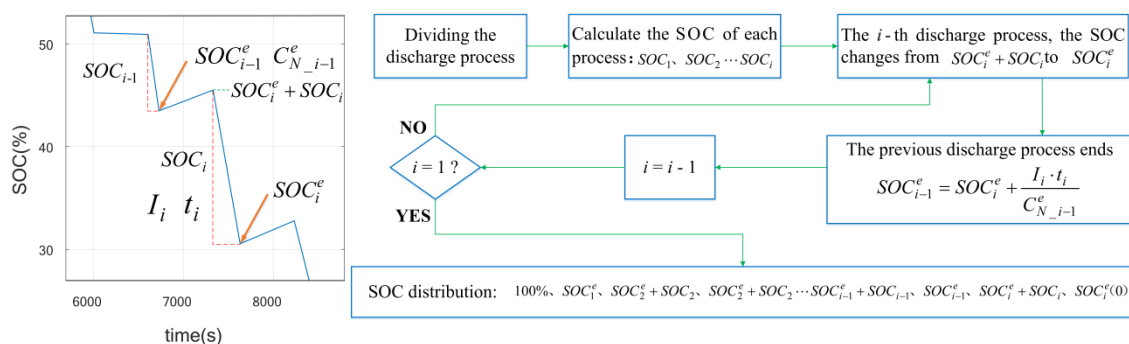 SOC(%)
50
40
30
6000 7000 8000
time(s)
SOC_{i-1}
SOC^e_{i-1} C^e_{N_i-1}
SOC^e_i + SOC_i
SOC_i
I_i t_i
SOC^e_i
Dividing the
discharge process
Calculate the SOC of each
process: SOC_1、SOC_2 ⋯ SOC_i
The i-th discharge process, the SOC
changes from SOC^e_i + SOC_i to SOC^e_i
The previous discharge process ends
SOC^e_{i-1} = SOC^e_i + \frac{I_i · t_i}{C^e_{N_i-1}}
i = i - 1
NO
i = 1 ?
YES
SOC distribution: 100%、SOC^e_1、SOC^e_2 + SOC_2、SOC^e_2 + SOC_2 ⋯ SOC^e_{i-1} + SOC_{i-1}、SOC^e_{i-1}、SOC^e_i + SOC_i、SOC^e_i(0)